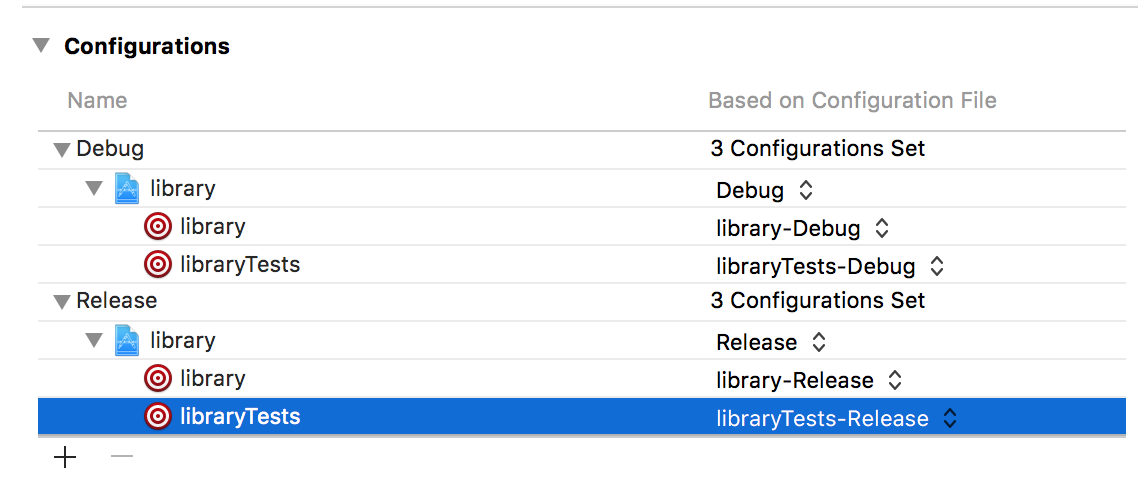 Configurations
Name Based on Configuration File
Debug 3 Configurations Set
library Debug
library library-Debug
libraryTests libraryTests-Debug
Release 3 Configurations Set
library Release
library library-Release
libraryTests libraryTests-Release